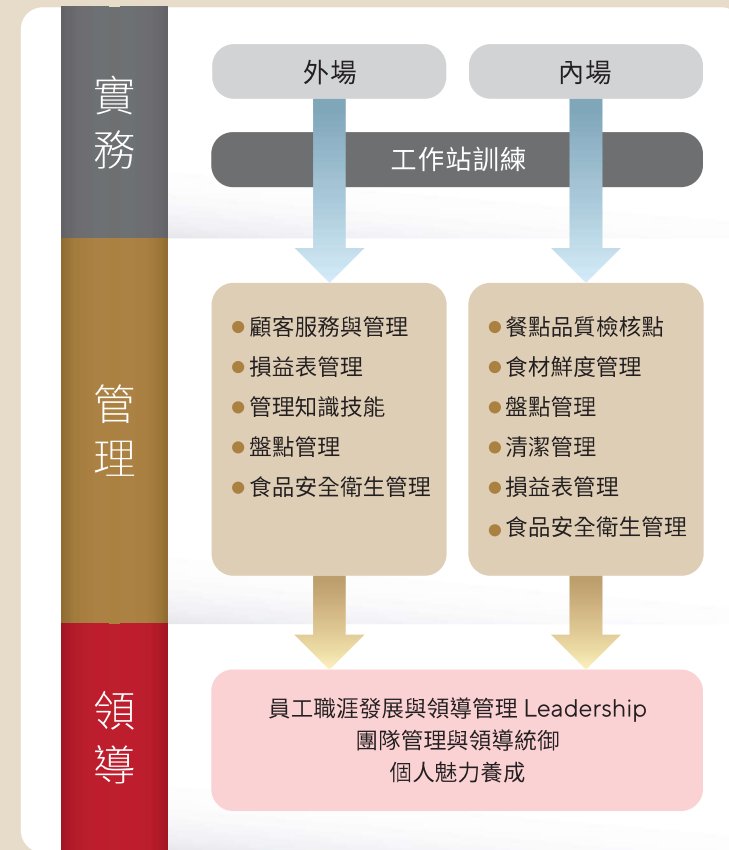 實務
外場
內場
工作站訓練
管理
顧客服務與管理
損益表管理
管理知識技能
盤點管理
食品安全衛生管理
餐點品質檢核點
食材鮮度管理
盤點管理
清潔管理
損益表管理
食品安全衛生管理
領導
員工職涯發展與領導管理 Leadership
團隊管理與領導統御
個人魅力養成